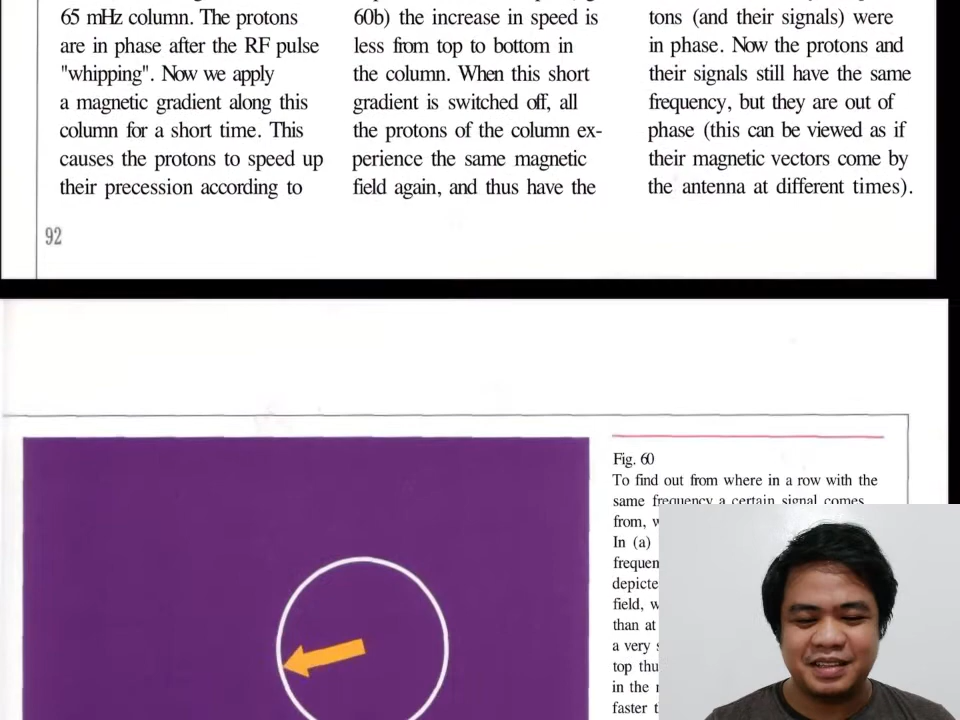 65 mHz column. The protons
are in phase after the RF pulse
"whipping". Now we apply
a magnetic gradient along this
column for a short time. This
causes the protons to speed up
their precession according to
60b) the increase in speed is
less from top to bottom in
the column. When this short
gradient is switched off, all
the protons of the column ex-
perience the same magnetic
field again, and thus have the
tons (and their signals) were
in phase. Now the protons and
their signals still have the same
frequency, but they are out of
phase (this can be viewed as if
their magnetic vectors come by
the antenna at different times).
92
Fig. 60
To find out from where in a row with the
same frequency a certain signal comes
from,
In (a)
field,
than at
a very
top
in the
faster